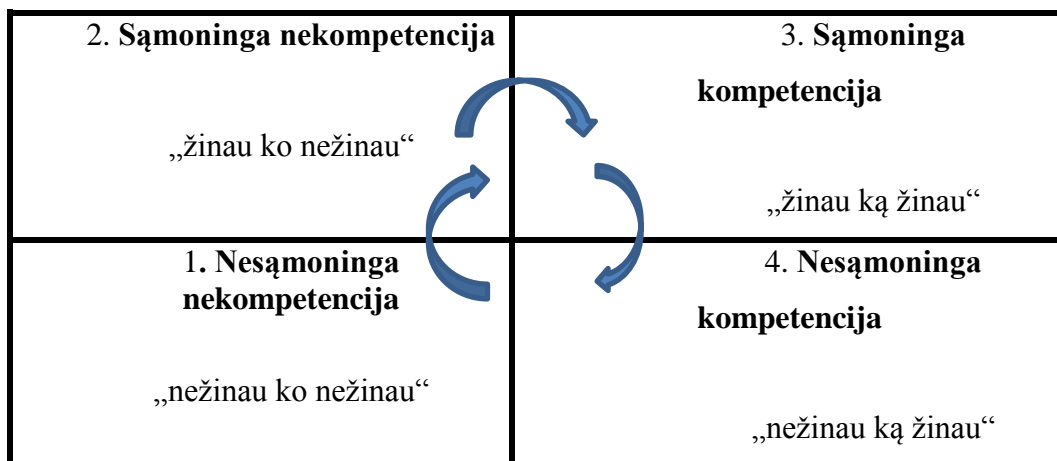 2. Sąmoninga nekompetencija
„žinau ko nežinau“
3. Sąmoninga
kompetencija
„žinau ką žinau“
1. Nesąmoninga
nekompetencija
„nežinau ko nežinau“
4. Nesąmoninga
kompetencija
„nežinau ką žinau“